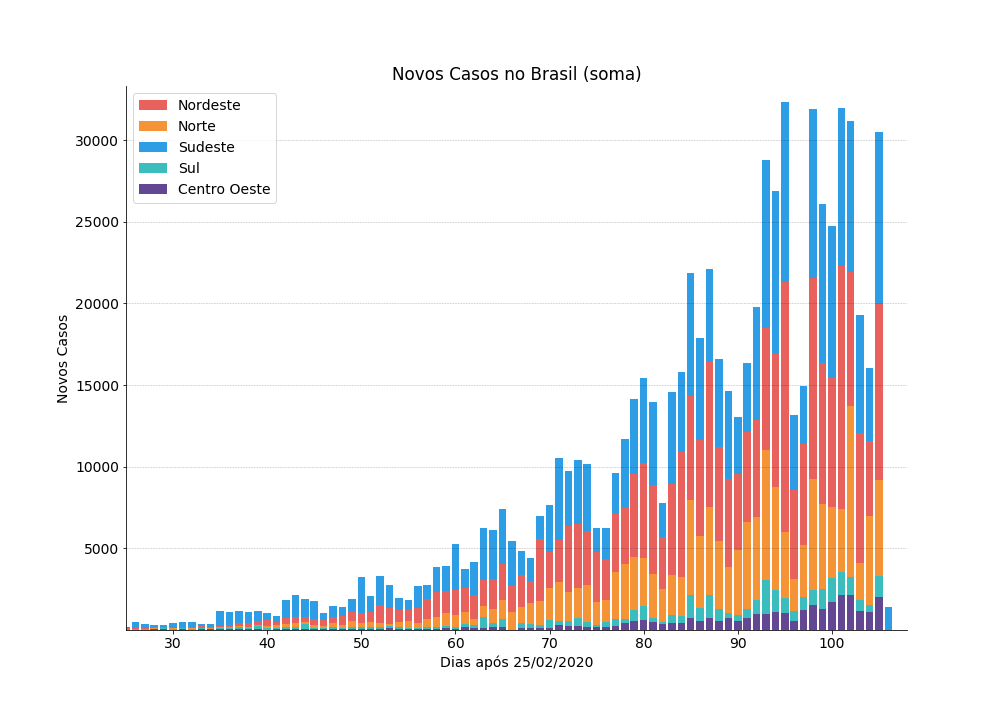 Novos Casos no Brasil (soma)
Nordeste
Norte
Sudeste
Sul
Centro Oeste
30000
25000
20000
15000
10000
5000
Novos Casos
30 40 50 60 70 80 90 100
Dias após 25/02/2020